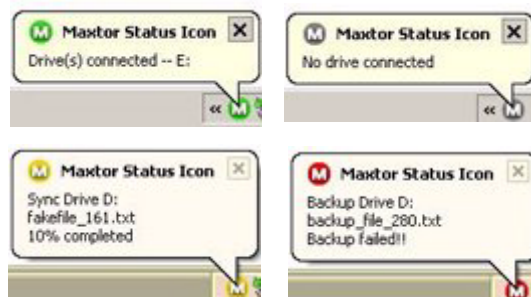 M Maxtor Status Icon X
Drive(s) connected -- E:
« M
M Maxtor Status Icon X
No drive connected
« M
M Maxtor Status Icon X
Sync Drive D:
fakefile_161.txt
10% completed
M
M Maxtor Status Icon X
Backup Drive D:
backup_file_280.txt
Backup failed!!
M